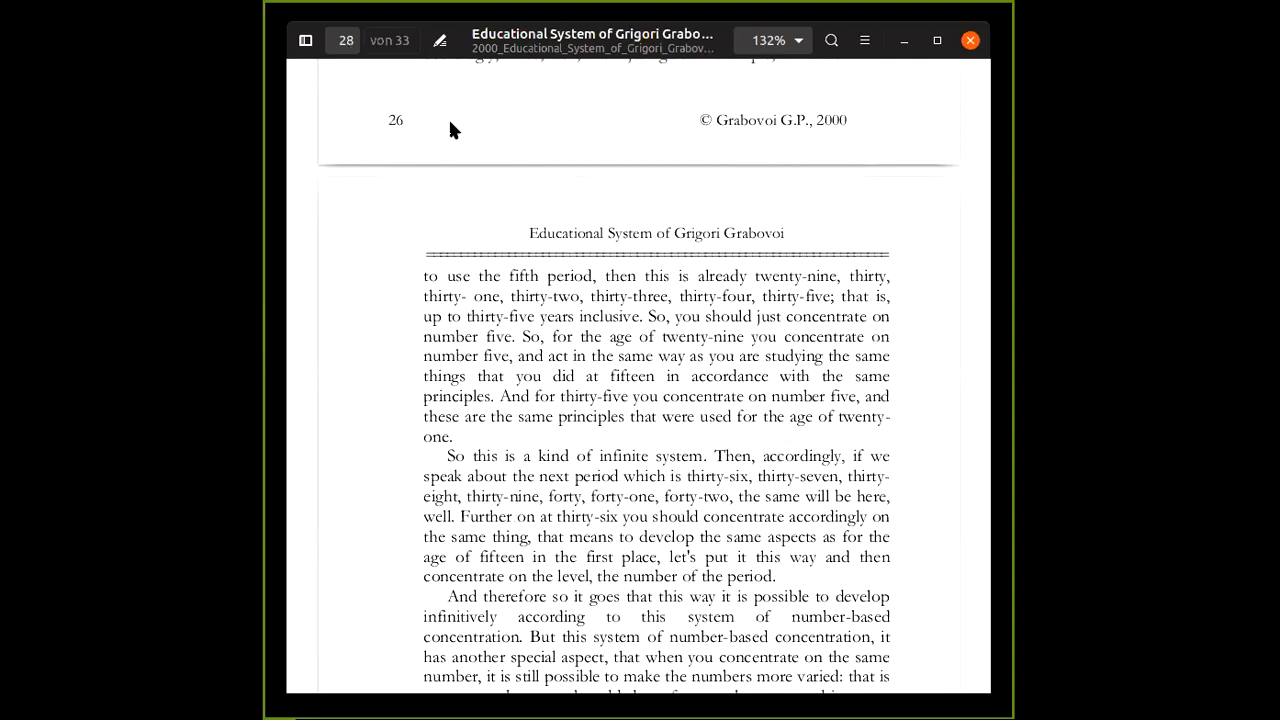 28
von 33
Educational System of Grigori Grabo...
2000_Educational_System_of_Grigori_Grabov...
132%
26
© Grabovoi G.P., 2000
Educational System of Grigori Grabovoi
to use the fifth period, then this is already twenty-nine, thirty,
thirty- one, thirty-two, thirty-three, thirty-four, thirty-five; that is,
up to thirty-five years inclusive. So, you should just concentrate on
number five. So, for the age of twenty-nine you concentrate on
number five, and act in the same way as you are studying the same
things that you did at fifteen in accordance with the same
principles. And for thirty-five you concentrate on number five, and
these are the same principles that were used for the age of twenty-
one.
So this is a kind of infinite system. Then, accordingly, if we
speak about the next period which is thirty-six, thirty-seven, thirty-
eight, thirty-nine, forty, forty-one, forty-two, the same will be here,
well. Further on at thirty-six you should concentrate accordingly on
the same thing, that means to develop the same aspects as for the
age of fifteen in the first place, let's put it this way and then
concentrate on the level, the number of the period.
And therefore so it goes that this way it is possible to develop
infinitively according to this system of number-based
concentration. But this system of number-based concentration, it
has another special aspect, that when you concentrate on the same
number, it is still possible to make the numbers more varied: that is